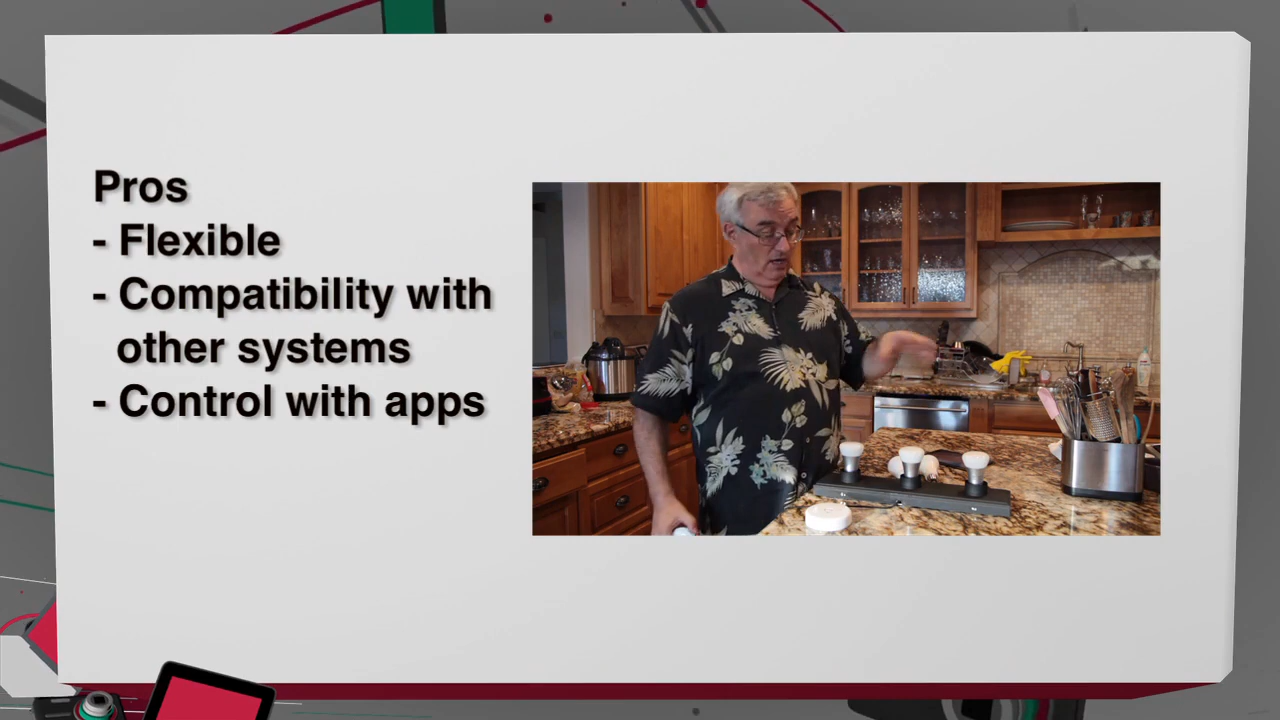 Pros
- Flexible
- Compatibility with
other systems
- Control with apps